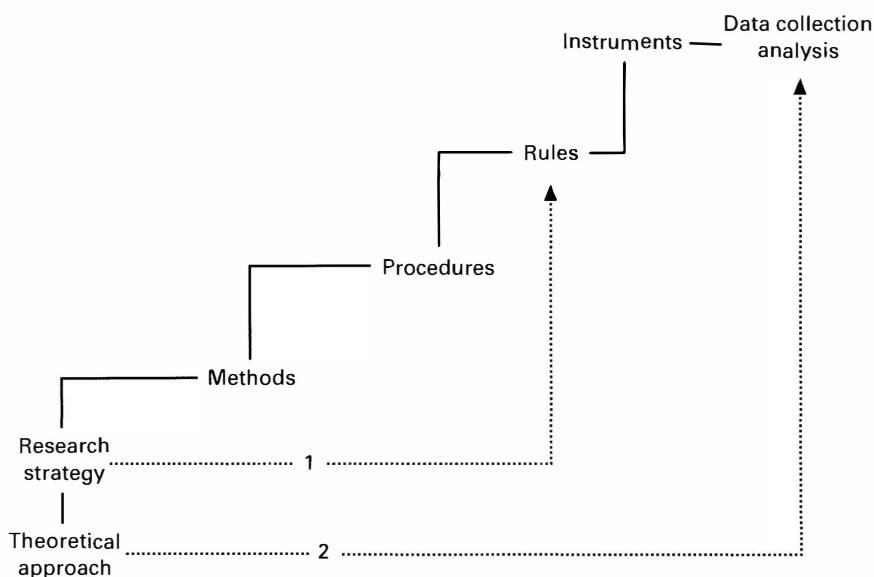 Data collection
analysis
Instruments
Rules
Procedures
Methods
Research
strategy
1
Theoretical
approach
2